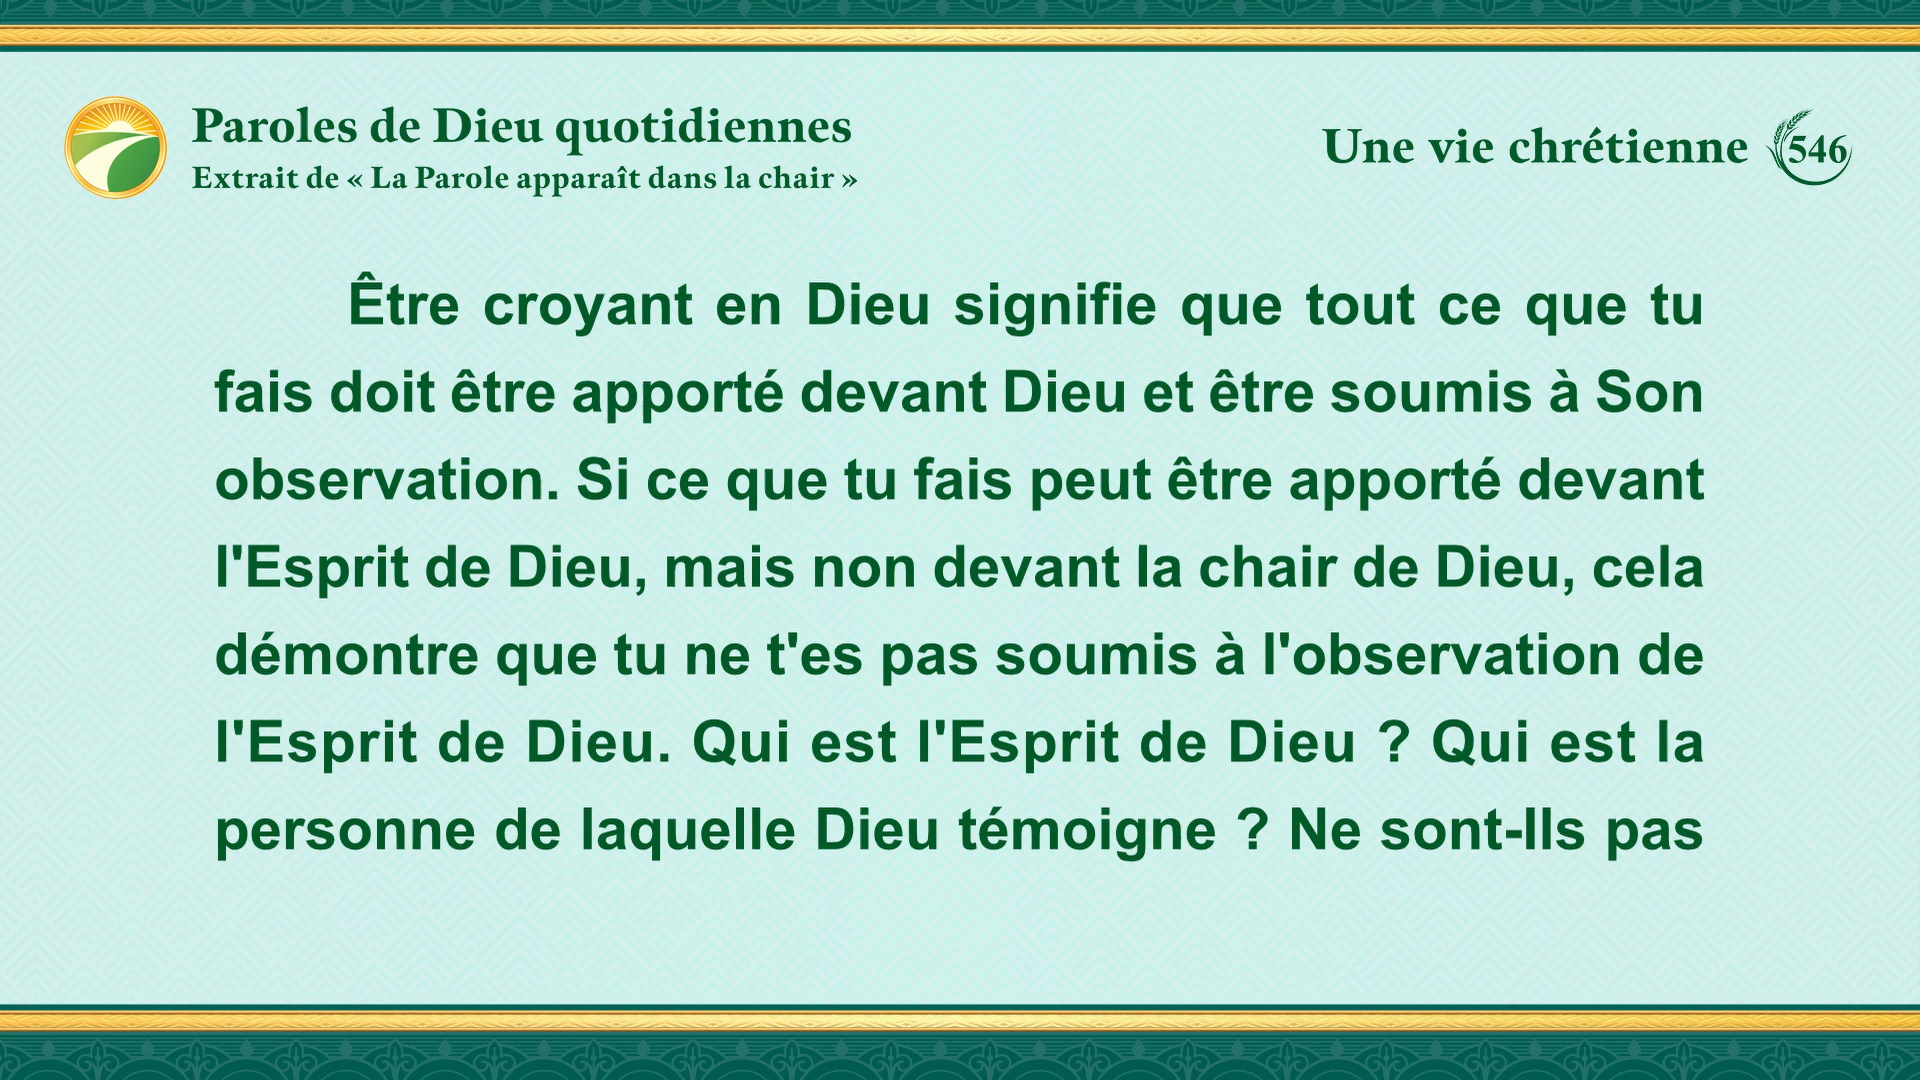 Paroles de Dieu quotidiennes
Extrait de « La Parole apparaît dans la chair »
Une vie chrétienne 546
Être croyant en Dieu signifie que tout ce que tu
fais doit être apporté devant Dieu et être soumis à Son
observation. Si ce que tu fais peut être apporté devant
l'Esprit de Dieu, mais non devant la chair de Dieu, cela
démontre que tu ne t'es pas soumis à l'observation de
l'Esprit de Dieu. Qui est l'Esprit de Dieu ? Qui est la
personne de laquelle Dieu témoigne ? Ne sont-Ils pas